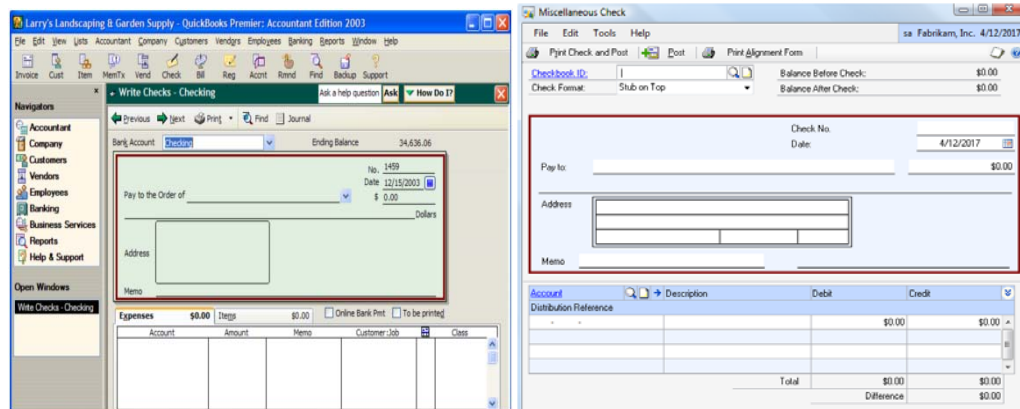 Larry's Landscaping & Garden Supply - QuickBooks Premier: Accountant Edition 2003
File Edit View Lists Accountant Company Customers Vendors Employees Banking Reports Window Help
Invoice Cust Item MemTx Vend Check Bill Reg Accnt Rmnd Find Backup Support
Navigators
Accountant
Company
Customers
Vendors
Employees
Banking
Business Services
Reports
Help & Support
Open Windows
Write Checks - Checking
Write Checks - Checking Ask a help question Ask How Do I?
Previous Next Print Find Journal
Bank Account Checking Ending Balance 34,636.06
No. 1459
Date 12/15/2003
Pay to the Order of $ 0.00
Dollars
Address
Memo
Expenses $0.00 Items $0.00 Online Bank Pmt To be printed
Account Amount Memo Customer:Job Class
Miscellaneous Check
File Edit Tools Help sa Fabrikam, Inc. 4/12/2017
Print Check and Post Post Print Alignment Form
Checkbook ID: Balance Before Check: $0.00
Check Format: Stub on Top Balance After Check: $0.00
Check No.
Date: 4/12/2017
Pay to: $0.00
Address
Memo
Account Description Debit Credit
Distribution Reference
- - $0.00 $0.00
Total $0.00 $0.00
Difference $0.00